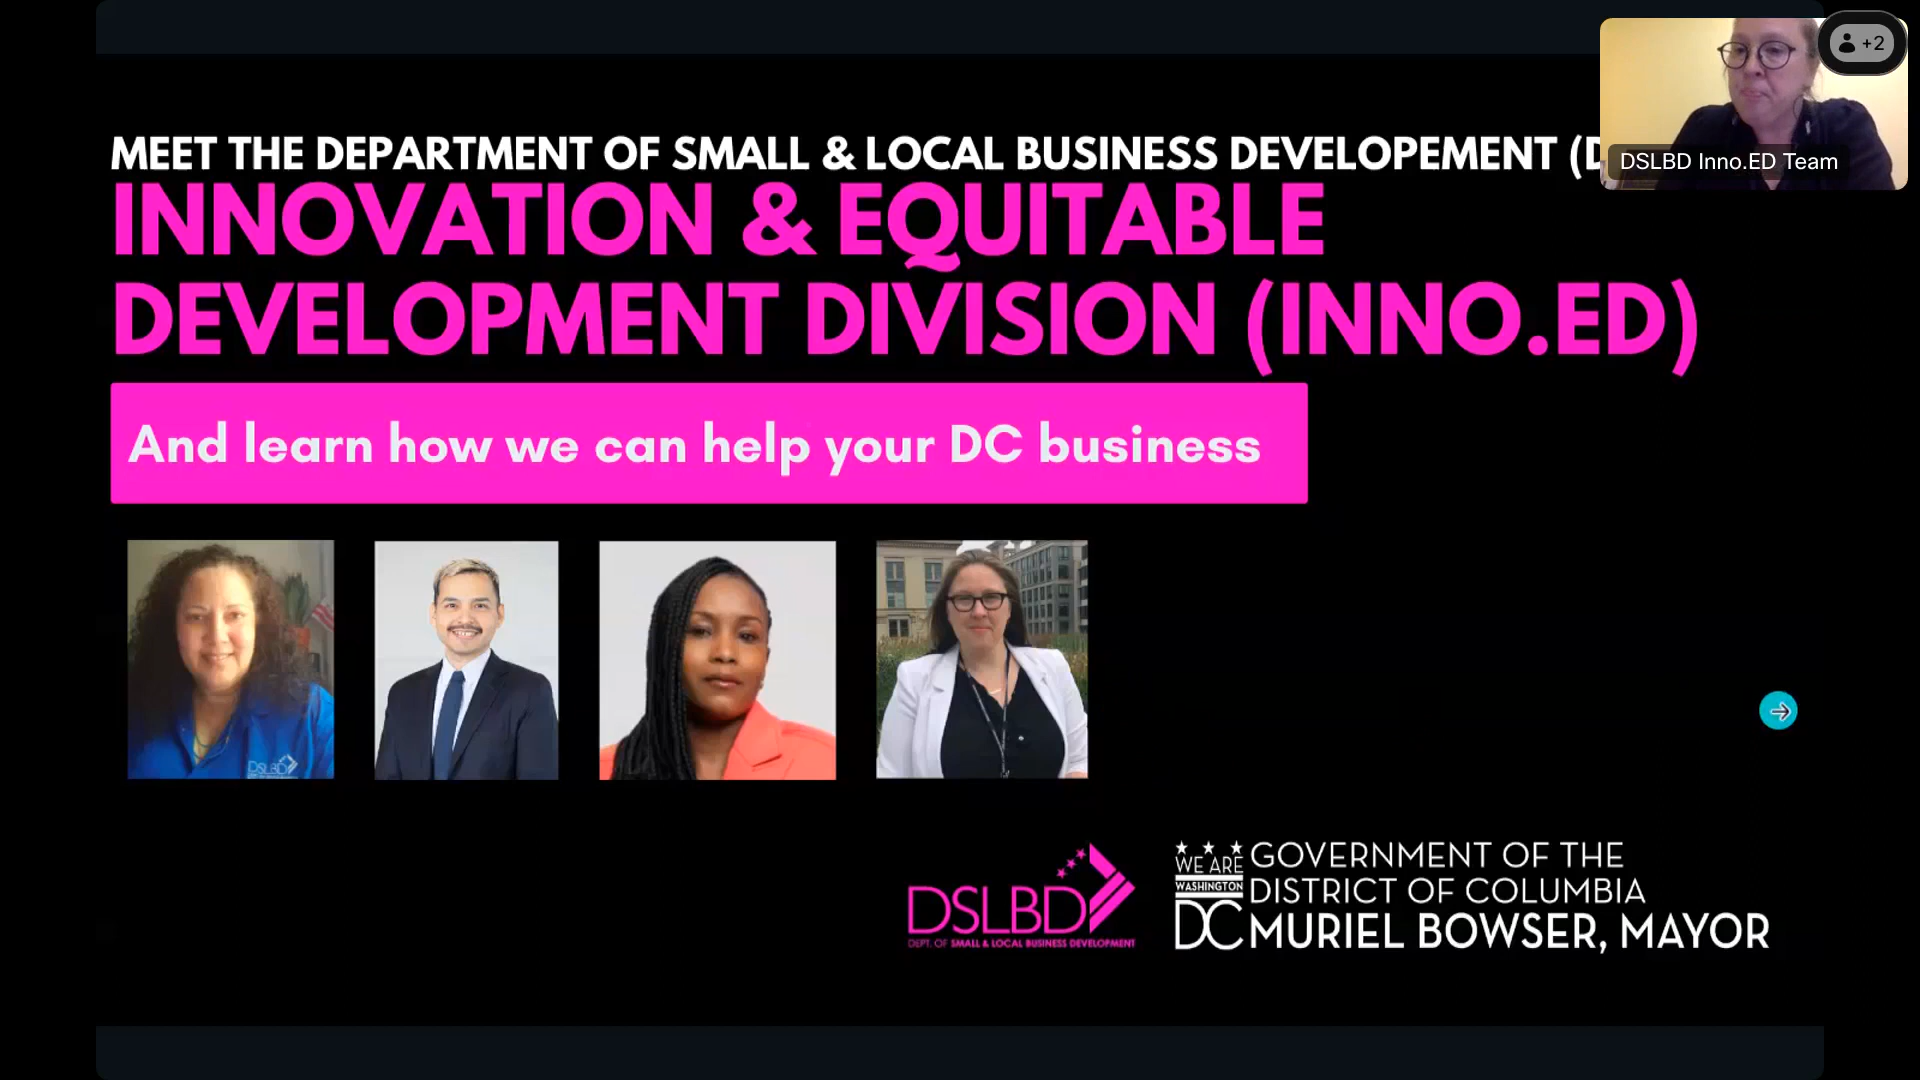 MEET THE DEPARTMENT OF SMALL & LOCAL BUSINESS DEVELOPEMENT (D
INNOVATION & EQUITABLE
DEVELOPMENT DIVISION (INNO.ED)
And learn how we can help your DC business
+2
DSLBD Inno.ED Team
DSLBD
DSLBD
DEPT. OF SMALL & LOCAL BUSINESS DEVELOPMENT
WE ARE
WASHINGTON
DC
GOVERNMENT OF THE
DISTRICT OF COLUMBIA
MURIEL BOWSER, MAYOR